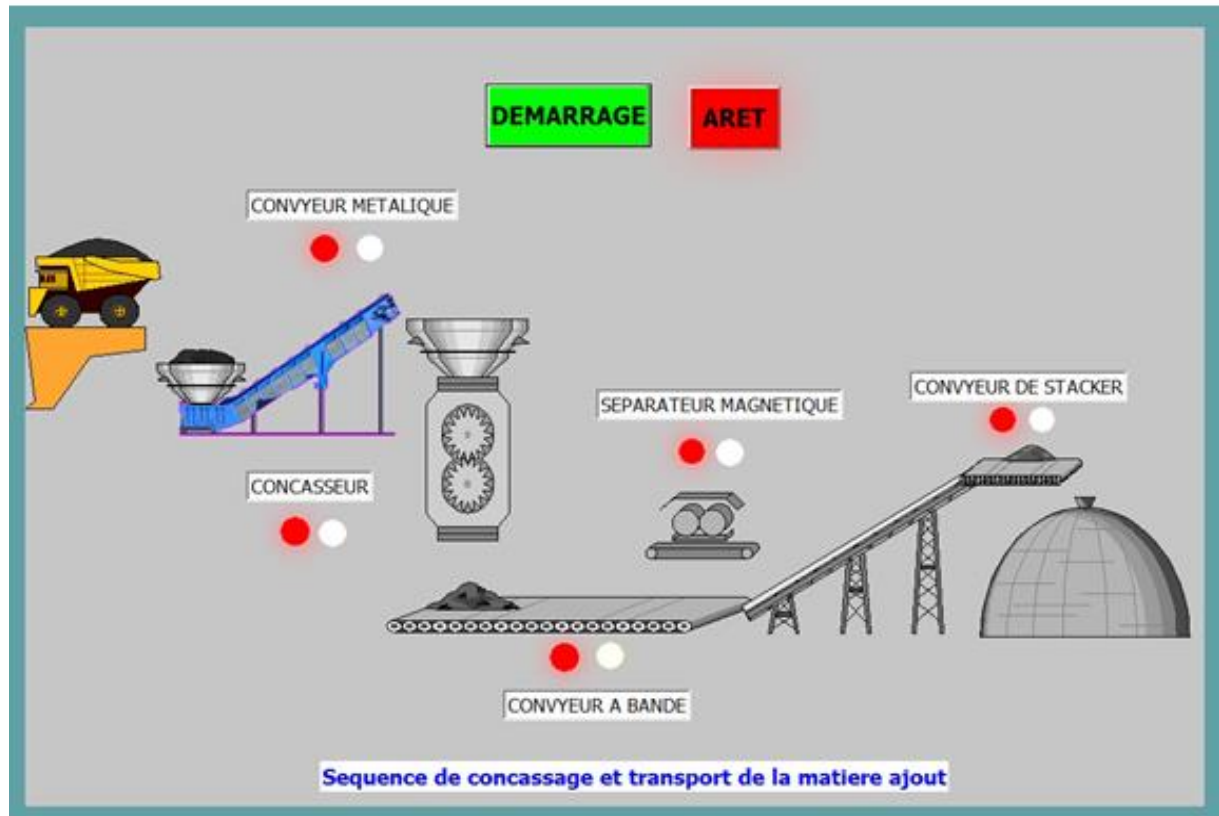 DEMARRAGE
ARET
CONVYEUR METALIQUE
CONVYEUR DE STACKER
SEPARATEUR MAGNETIQUE
CONCASSEUR
CONVYEUR A BANDE
Sequence de concassage et transport de la matiere ajout